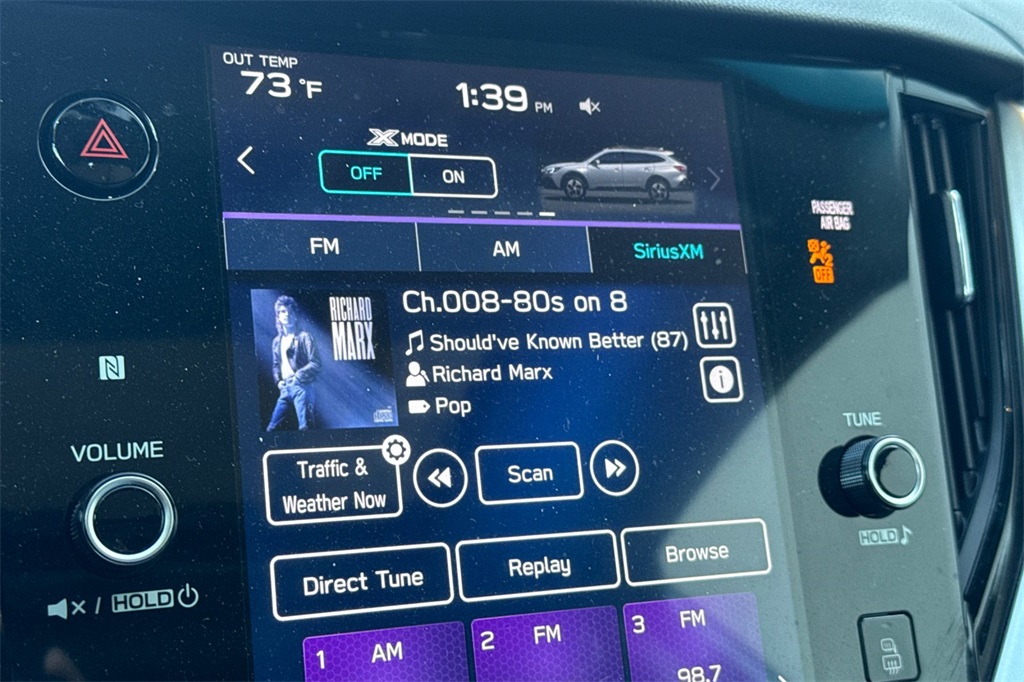 OUT TEMP
73 °F
1:39 PM
X MODE
OFF ON
FM AM SiriusXM
PASSENGER
AIR BAG
OFF
RICHARD
MARX
Ch.008-80s on 8
Should've Known Better (87)
Richard Marx
Pop
VOLUME
TUNE
Traffic &
Weather Now
Scan
HOLD
Direct Tune
Replay
Browse
/ HOLD
1 AM
2 FM
3 FM
98.7